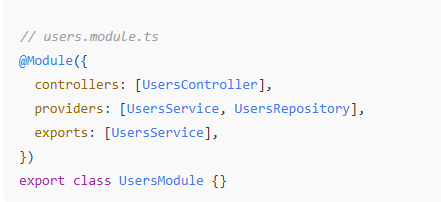 // users.module.ts
@Module({
  controllers: [UsersController],
  providers: [UsersService, UsersRepository],
  exports: [UsersService],
})
export class UsersModule {}